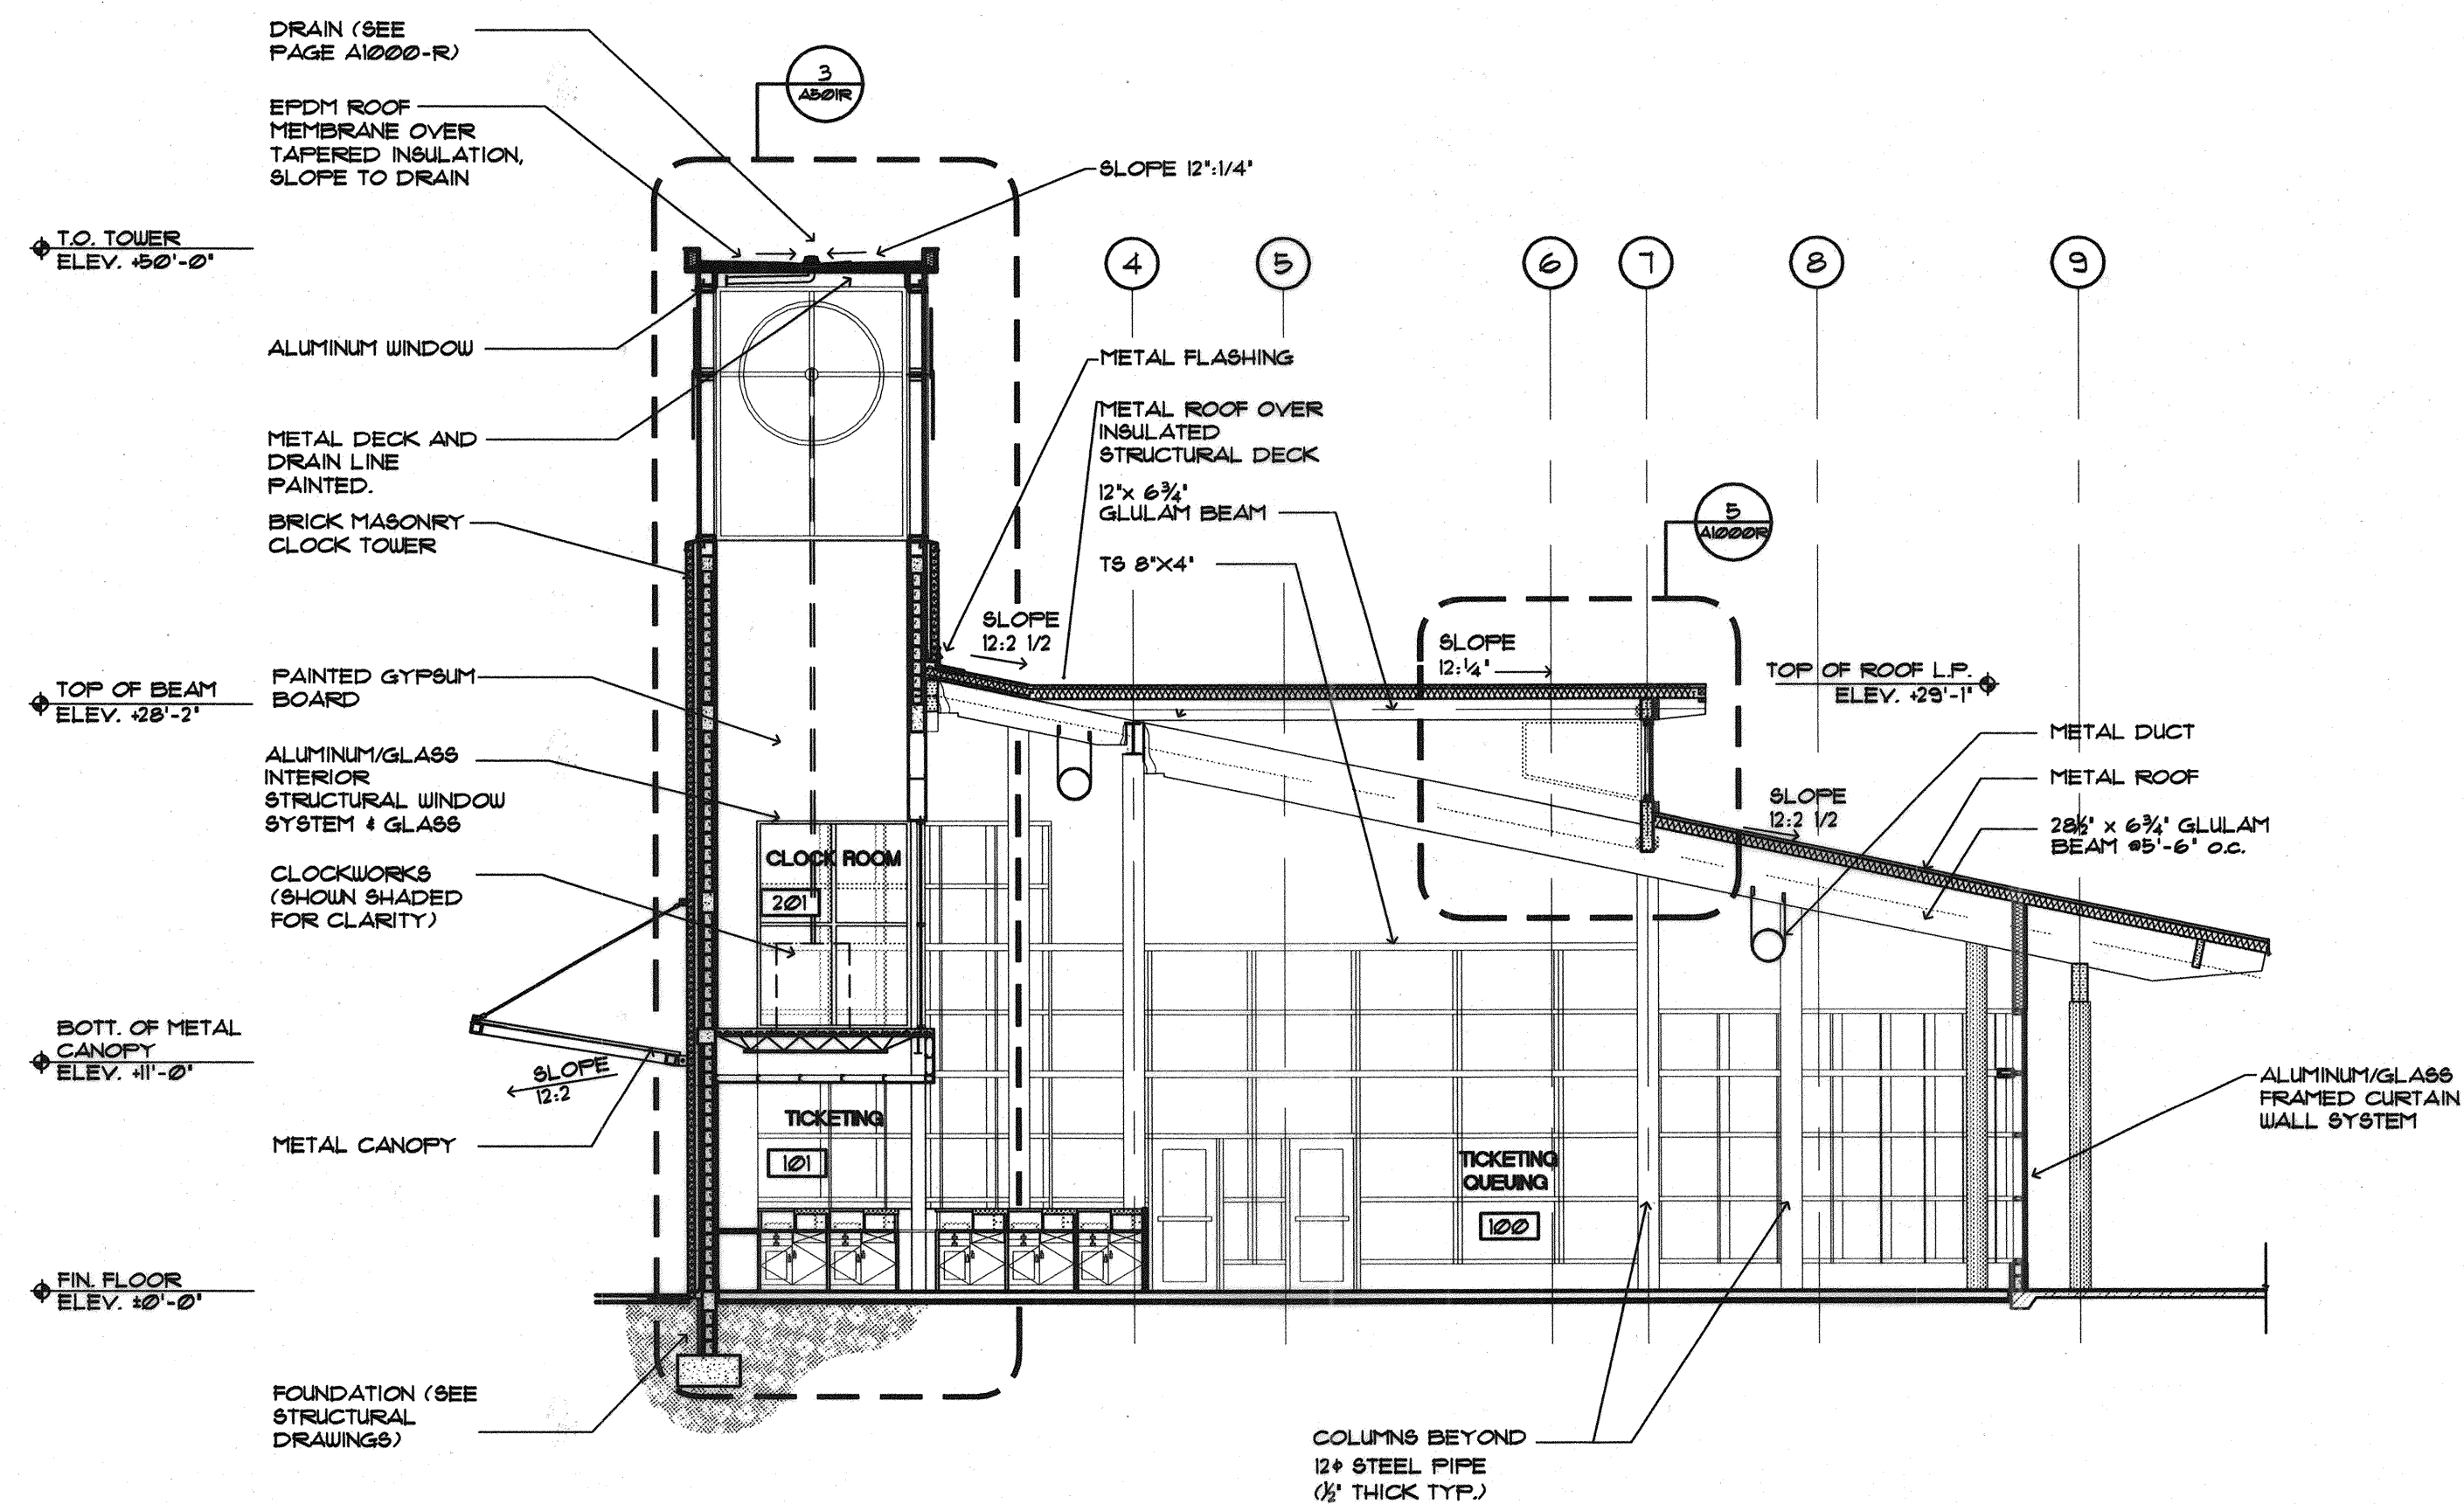 DRAIN (SEE
PAGE A1000-R)
EPDM ROOF
MEMBRANE OVER
TAPERED INSULATION,
SLOPE TO DRAIN
3
A501R
SLOPE 12":1/4"
T.O. TOWER
ELEV. +50'-0"
4
5
6
7
8
9
ALUMINUM WINDOW
METAL FLASHING
METAL ROOF OVER
INSULATED
STRUCTURAL DECK
METAL DECK AND
DRAIN LINE
PAINTED.
12"x 6¾"
GLULAM BEAM
BRICK MASONRY
CLOCK TOWER
5
A1000R
TS 8"X4"
SLOPE
12:2 1/2
SLOPE
12:¼"
TOP OF ROOF L.P.
ELEV. +29'-1"
PAINTED GYPSUM
BOARD
TOP OF BEAM
ELEV. +28'-2"
METAL DUCT
ALUMINUM/GLASS
INTERIOR
STRUCTURAL WINDOW
SYSTEM & GLASS
METAL ROOF
SLOPE
12:2 1/2
28½" x 6¾" GLULAM
BEAM @5'-6" O.C.
CLOCK ROOM
201
CLOCKWORKS
(SHOWN SHADED
FOR CLARITY)
BOTT. OF METAL
CANOPY
ELEV. +11'-0"
SLOPE
12:2
ALUMINUM/GLASS
FRAMED CURTAIN
WALL SYSTEM
METAL CANOPY
TICKETING
101
TICKETING
QUEUING
100
FIN. FLOOR
ELEV. ±0'-0"
FOUNDATION (SEE
STRUCTURAL
DRAWINGS)
COLUMNS BEYOND
12⌀ STEEL PIPE
(½" THICK TYP.)